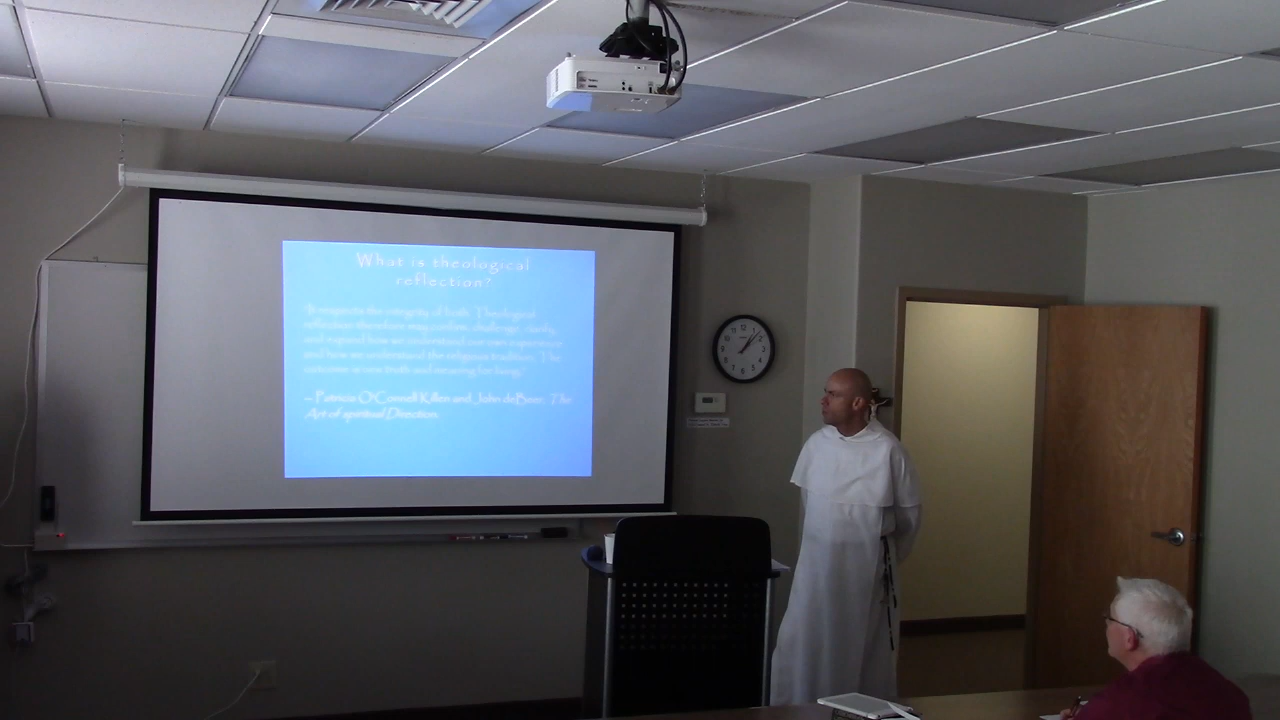 What is theological
reflection?
"It respects the integrity of both. Theological
reflection therefore may confirm, challenge, clarify,
and expand how we understand our own experience
and how we understand the religious tradition. The
outcome is new truth and meaning for living."
– Patricia O'Connell Killen and, John deBeer. The
Art of spiritual Direction.